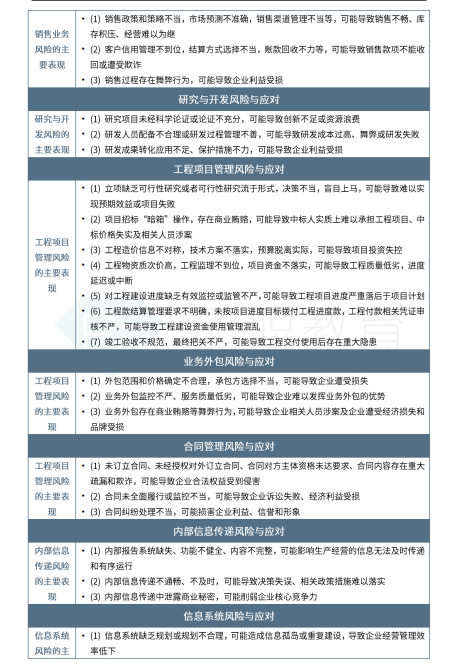 销售业务
风险的主
要表现
• (1) 销售政策和策略不当，市场预测不准确，销售渠道管理不当等，可能导致销售不畅、库
存积压、经营难以为继
• (2) 客户信用管理不到位，结算方式选择不当，账款回收不力等，可能导致销售款项不能收
回或遭受欺诈
• (3) 销售过程存在舞弊行为，可能导致企业利益受损
研究与开发风险与应对
研究与开
发风险的
主要表现
• (1) 研究项目未经科学论证或论证不充分，可能导致创新不足或资源浪费
• (2) 研发人员配备不合理或研发过程管理不善，可能导致研发成本过高、舞弊或研发失败
• (3) 研发成果转化应用不足、保护措施不力，可能导致企业利益受损
工程项目管理风险与应对
工程项目
管理风险
的主要表
现
• (1) 立项缺乏可行性研究或者可行性研究流于形式，决策不当，盲目上马，可能导致难以实
现预期效益或项目失败
• (2) 项目招标“暗箱”操作，存在商业贿赂，可能导致中标人实质上难以承担工程项目、中
标价格失实及相关人员涉案
• (3) 工程造价信息不对称，技术方案不落实，预算脱离实际，可能导致项目投资失控
• (4) 工程物资质次价高，工程监理不到位，项目资金不落实，可能导致工程质量低劣，进度
延迟或中断
• (5) 对工程建设进度缺乏有效监控或监管不严，可能导致工程项目进度严重落后于项目计划
• (6) 工程款结算管理要求不明确，未按项目进度目标拨付工程进度款，工程付款相关凭证审
核不严，可能导致工程建设资金使用管理混乱
• (7) 竣工验收不规范，最终把关不严，可能导致工程交付使用后存在重大隐患
业务外包风险与应对
工程项目
管理风险
的主要表
现
• (1) 外包范围和价格确定不合理，承包方选择不当，可能导致企业遭受损失
• (2) 业务外包监控不严、服务质量低劣，可能导致企业难以发挥业务外包的优势
• (3) 业务外包存在商业贿赂等舞弊行为，可能导致企业相关人员涉案及企业遭受经济损失和
品牌受损
合同管理风险与应对
工程项目
管理风险
的主要表
现
• (1) 未订立合同、未经授权对外订立合同、合同对方主体资格未达要求、合同内容存在重大
疏漏和欺诈，可能导致企业合法权益受到侵害
• (2) 合同未全面履行或监控不当，可能导致企业诉讼失败、经济利益受损
• (3) 合同纠纷处理不当，可能损害企业利益、信誉和形象
内部信息传递风险与应对
内部信息
传递风险
的主要表
现
• (1) 内部报告系统缺失、功能不健全、内容不完整，可能影响生产经营的信息无法及时传递
和有序运行
• (2) 内部信息传递不通畅、不及时，可能导致决策失误、相关政策措施难以落实
• (3) 内部信息传递中泄露商业秘密，可能削弱企业核心竞争力
信息系统风险与应对
信息系统
风险的主
• (1) 信息系统缺乏规划或规划不合理，可能造成信息孤岛或重复建设，导致企业经营管理效
率低下